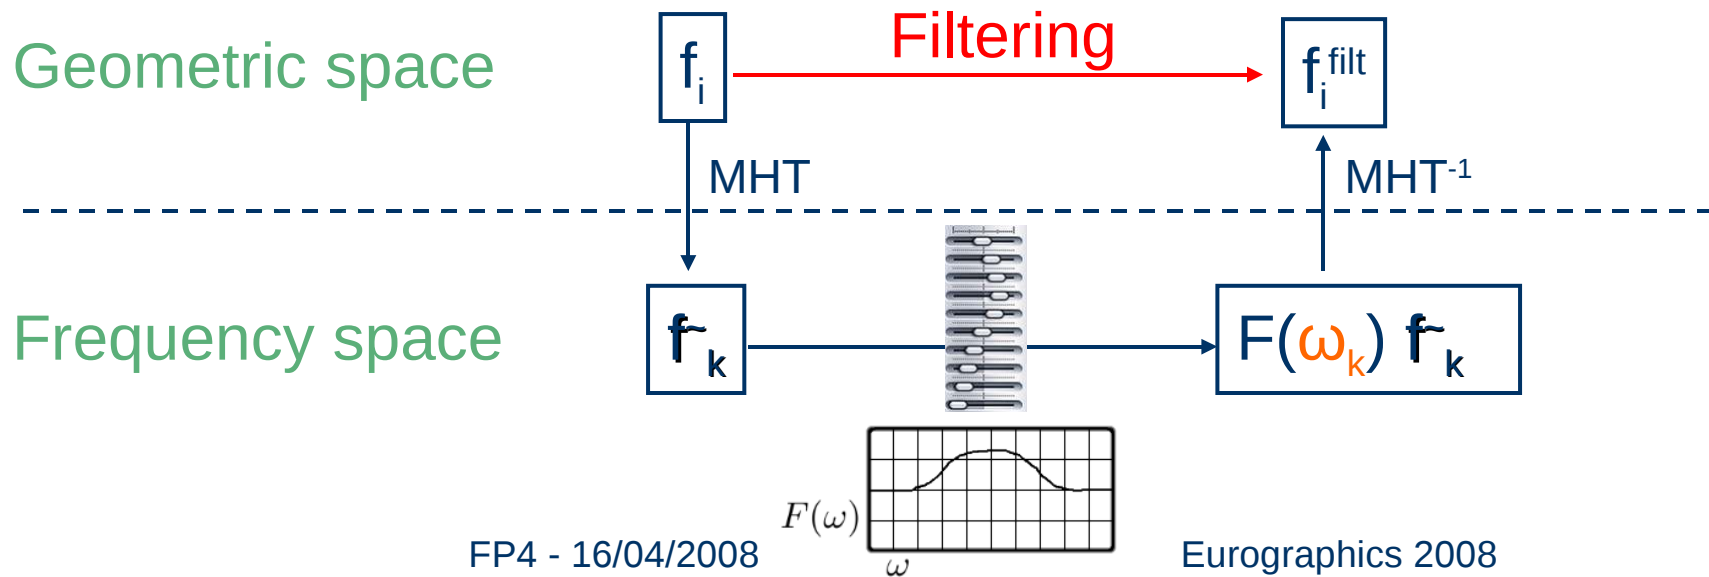 Filtering
Geometric space
f_i
f_i^filt
MHT
MHT^-1
Frequency space
f~_k
F(ω_k) f~_k
F(ω)
ω
FP4 - 16/04/2008
Eurographics 2008